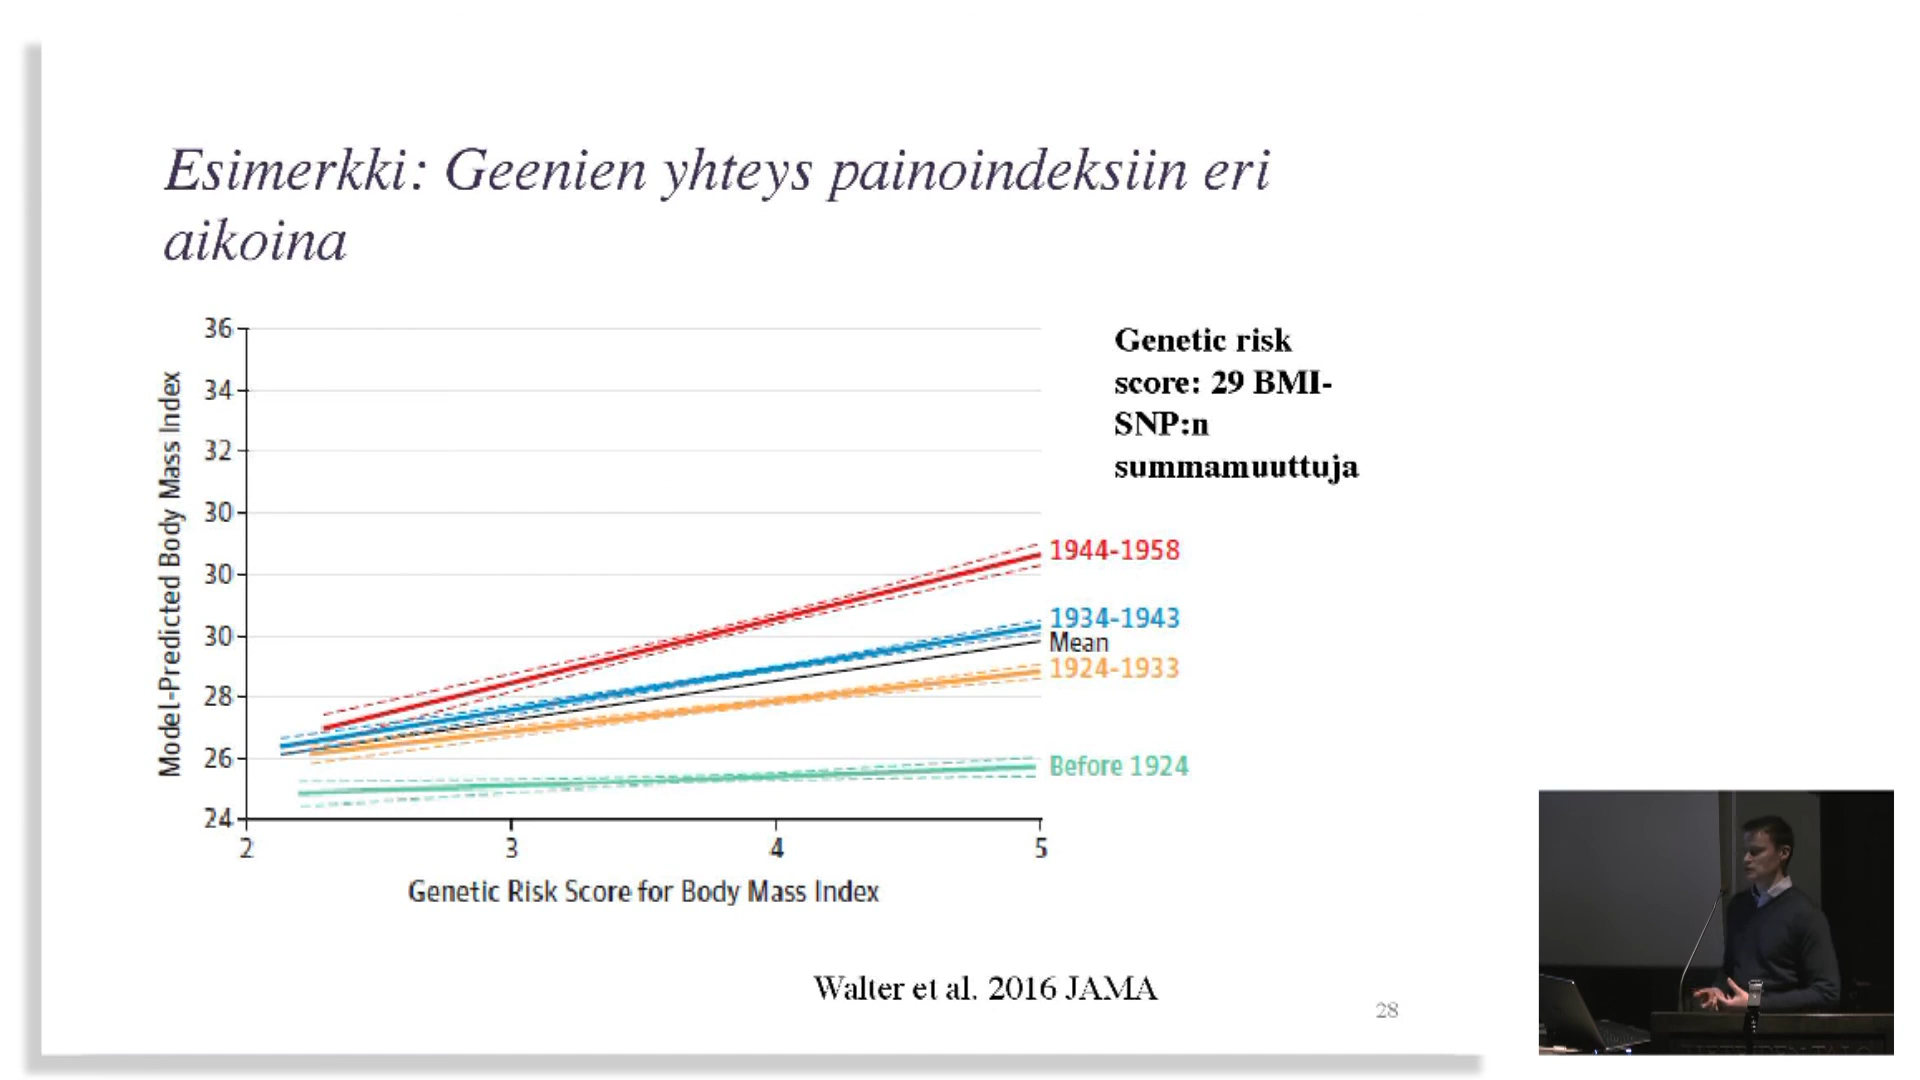 Esimerkki: Geenien yhteys painoindeksiin eri
aikoina
36
34
32
30
30
30
28
26
24
2
3
4
5
Model-Predicted Body Mass Index
Genetic Risk Score for Body Mass Index
1944-1958
1934-1943
Mean
1924-1933
Before 1924
Genetic risk
score: 29 BMI-
SNP:n
summamuuttuja
Walter et al. 2016 JAMA
28